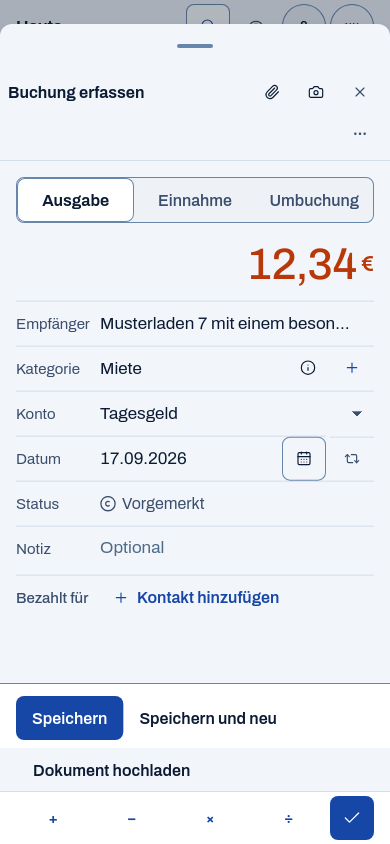 Buchung erfassen
...
Ausgabe Einnahme Umbuchung
12,34 €
Empfänger Musterladen 7 mit einem beson...
Kategorie Miete
Konto Tagesgeld
Datum 17.09.2026
Status Vorgemerkt
Notiz Optional
Bezahlt für + Kontakt hinzufügen
Speichern Speichern und neu
Dokument hochladen
+ − × ÷